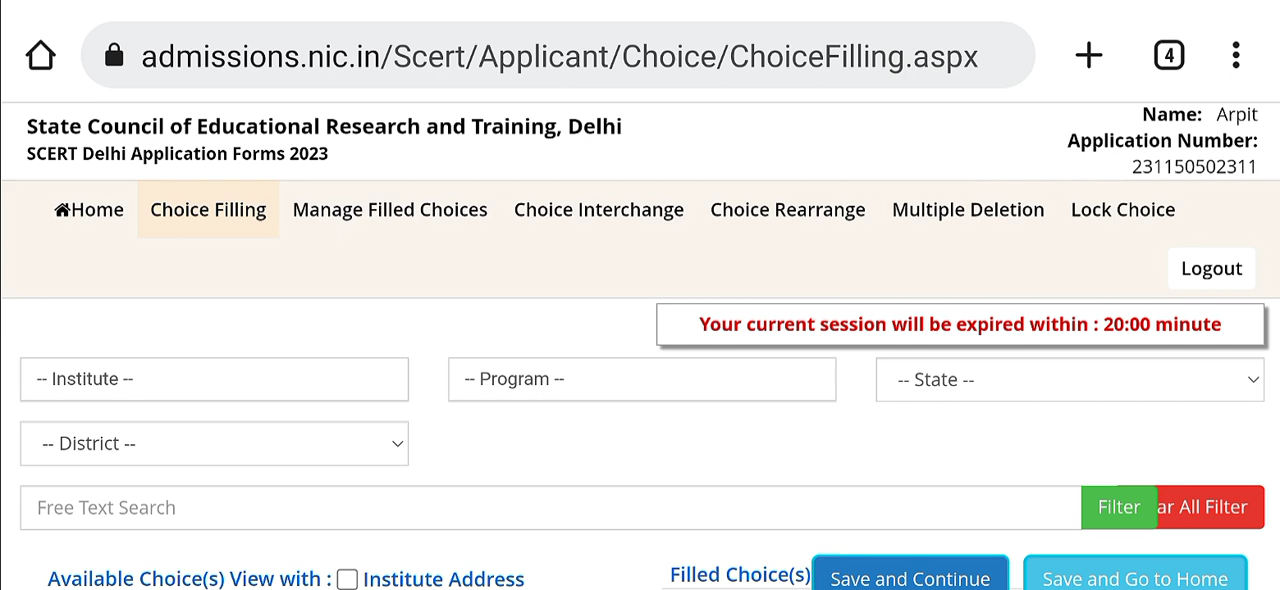 admissions.nic.in/Scert/Applicant/Choice/ChoiceFilling.aspx
4
State Council of Educational Research and Training, Delhi
SCERT Delhi Application Forms 2023
Name: Arpit
Application Number:
231150502311
Home Choice Filling Manage Filled Choices Choice Interchange Choice Rearrange Multiple Deletion Lock Choice
Logout
Your current session will be expired within : 20:00 minute
-- Institute -- -- Program -- -- State --
-- District --
Free Text Search Filter ar All Filter
Available Choice(s) View with : Institute Address Filled Choice(s) Save and Continue Save and Go to Home